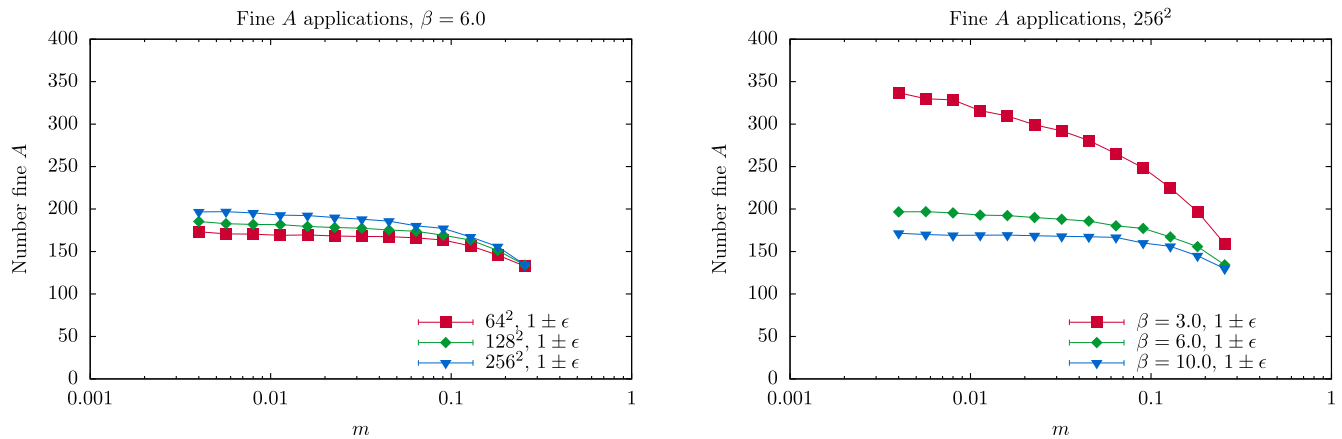 Fine A applications, β = 6.0
400
350
300
250
200
150
100
50
0
Number fine A
64², 1 ± ϵ
128², 1 ± ϵ
256², 1 ± ϵ
0.001
0.01
0.1
1
m
Fine A applications, 256²
400
350
300
250
200
150
100
50
0
Number fine A
β = 3.0, 1 ± ϵ
β = 6.0, 1 ± ϵ
β = 10.0, 1 ± ϵ
0.001
0.01
0.1
1
m